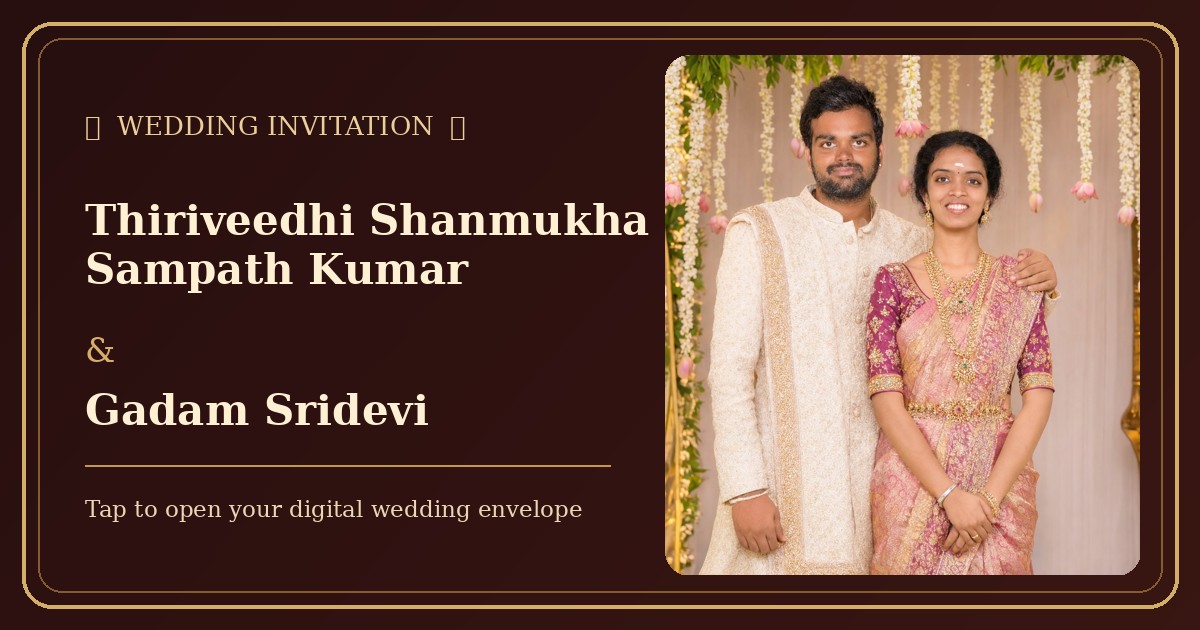 WEDDING INVITATION
Thiriveedhi Shanmukha
Sampath Kumar
&
Gadam Sridevi
Tap to open your digital wedding envelope